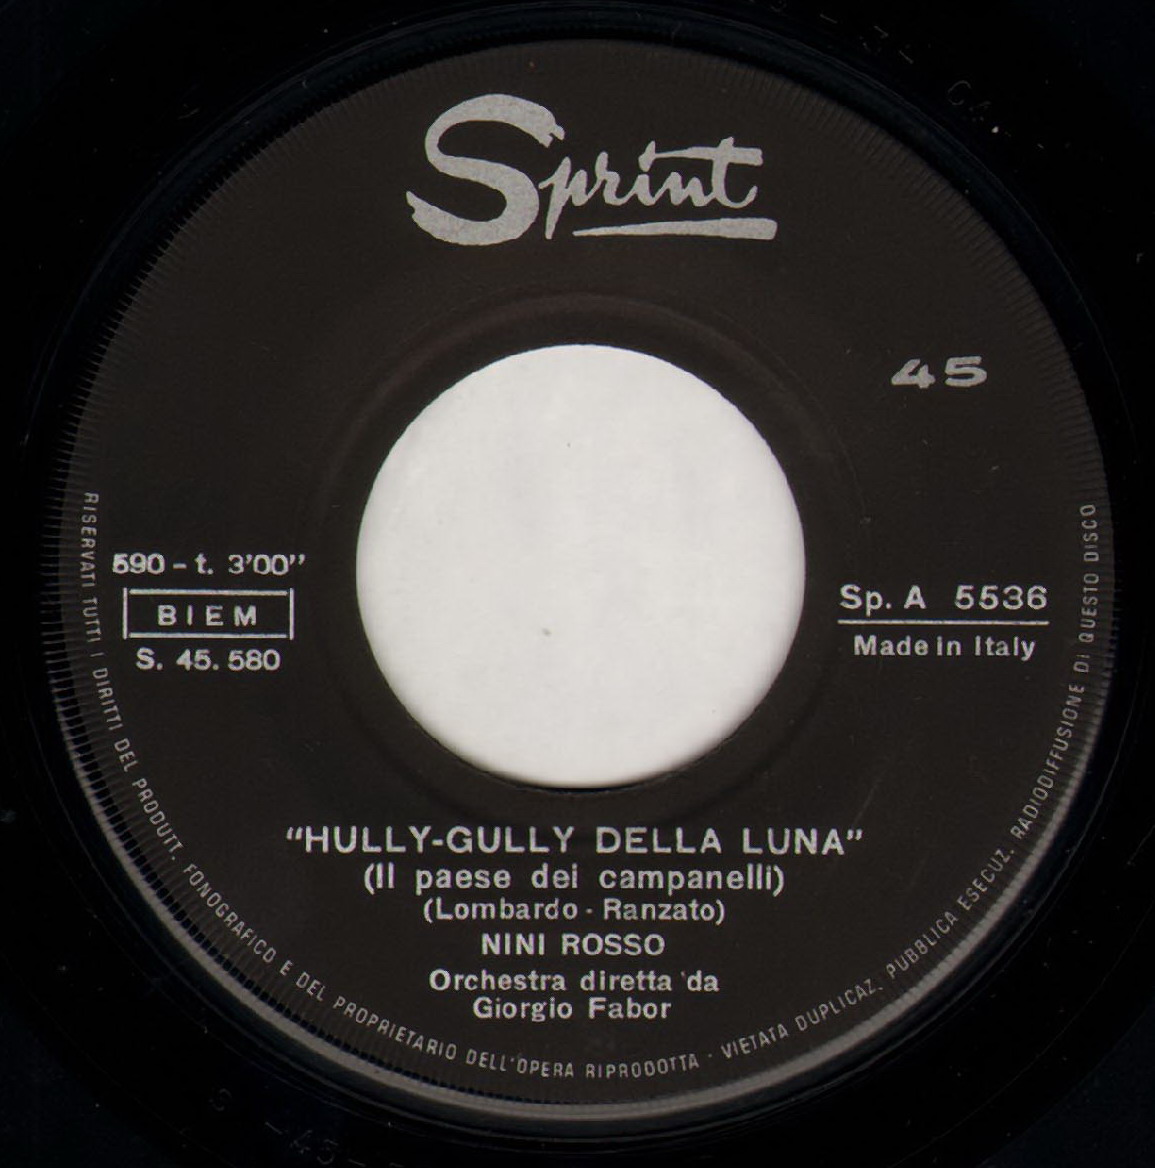 Sprint
45
590 - t. 3'00''
BIEM
S. 45.580
Sp. A 5536
Made in Italy
"HULLY-GULLY DELLA LUNA"
(Il paese dei campanelli)
(Lombardo - Ranzato)
NINI ROSSO
Orchestra diretta da
Giorgio Fabor
RISERVATI TUTTI I DIRITTI DEL PRODUTT. FONOGRAFICO E DEL PROPRIETARIO DELL'OPERA RIPRODOTTA - VIETATA DUPLICAZ. PUBBLICA ESECUZ. RADIODIFFUSIONE DI QUESTO DISCO